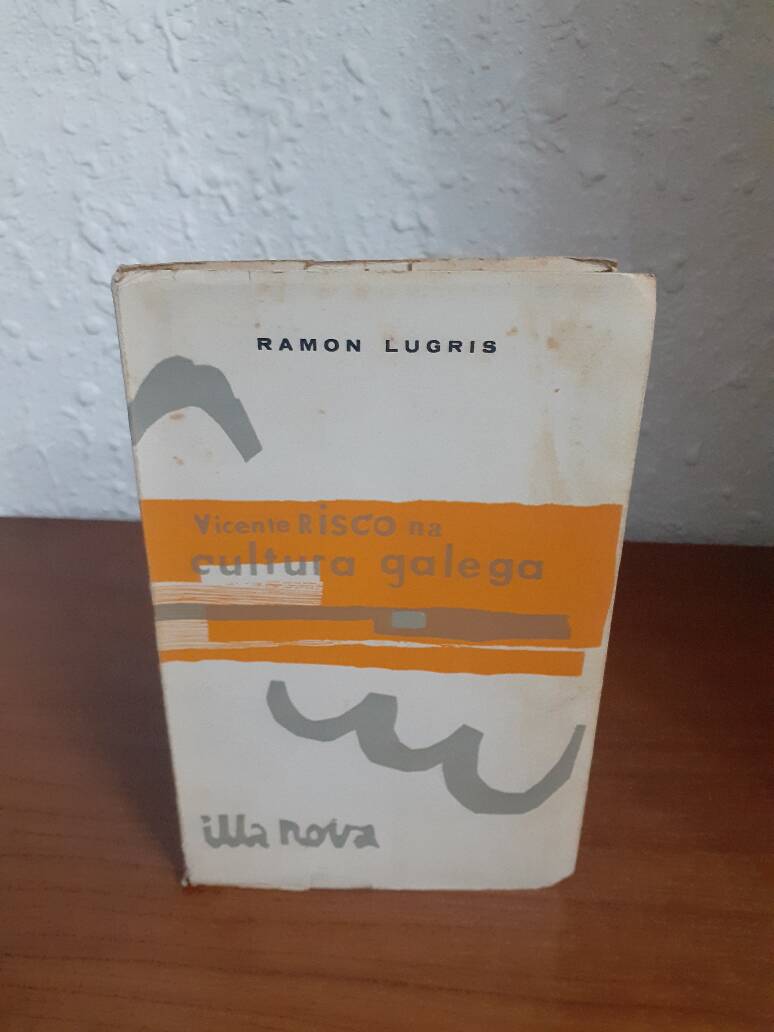 RAMON LUGRIS
Vicente RISCO na
cultura galega
illa nova